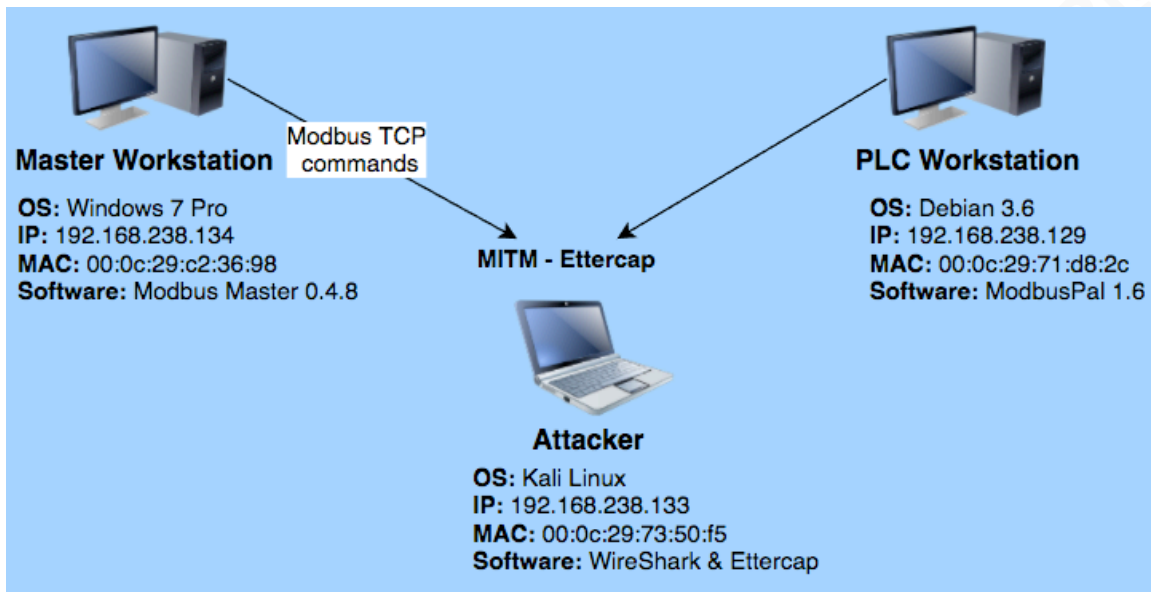 Modbus TCP
commands
Master Workstation
OS: Windows 7 Pro
IP: 192.168.238.134
MAC: 00:0c:29:c2:36:98
Software: Modbus Master 0.4.8
PLC Workstation
OS: Debian 3.6
IP: 192.168.238.129
MAC: 00:0c:29:71:d8:2c
Software: ModbusPal 1.6
MITM - Ettercap
Attacker
OS: Kali Linux
IP: 192.168.238.133
MAC: 00:0c:29:73:50:f5
Software: WireShark & Ettercap